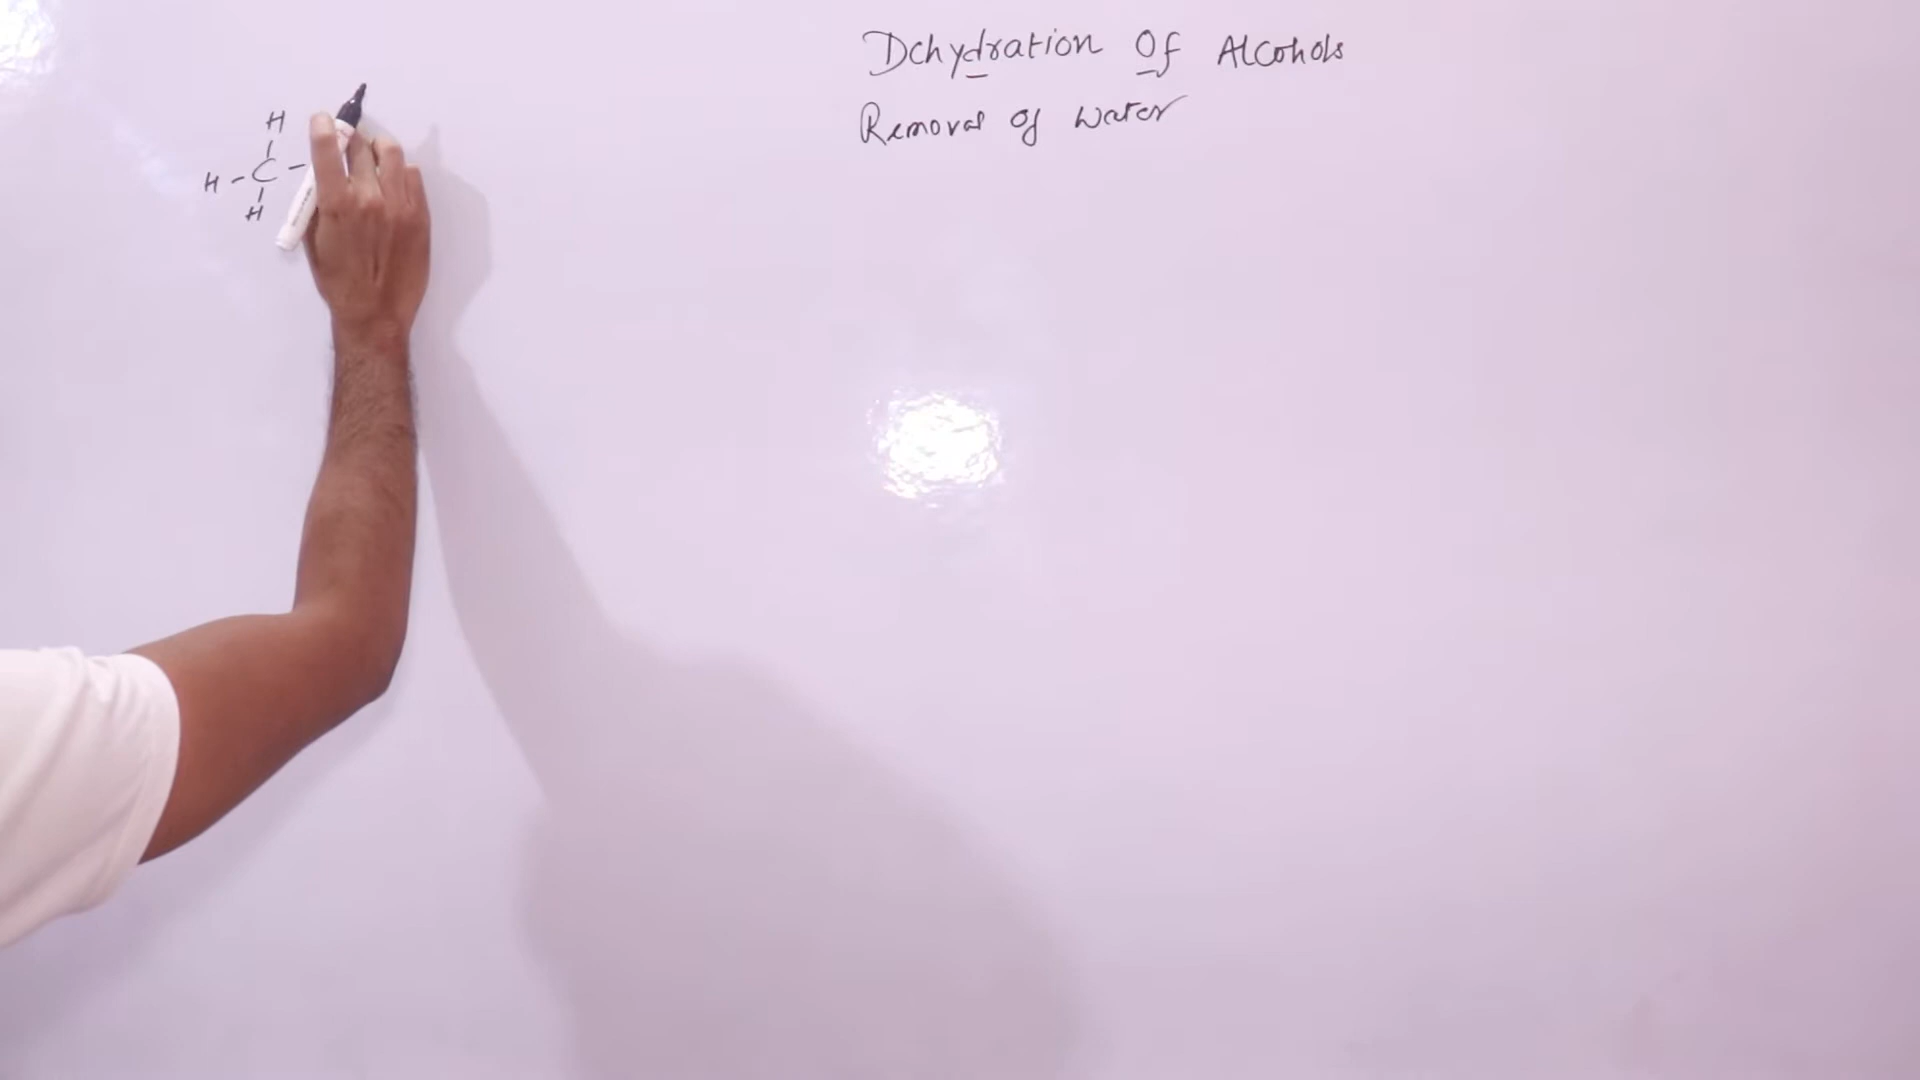 Dehydration Of Alcohols
Removal of water
H
H - C -
H